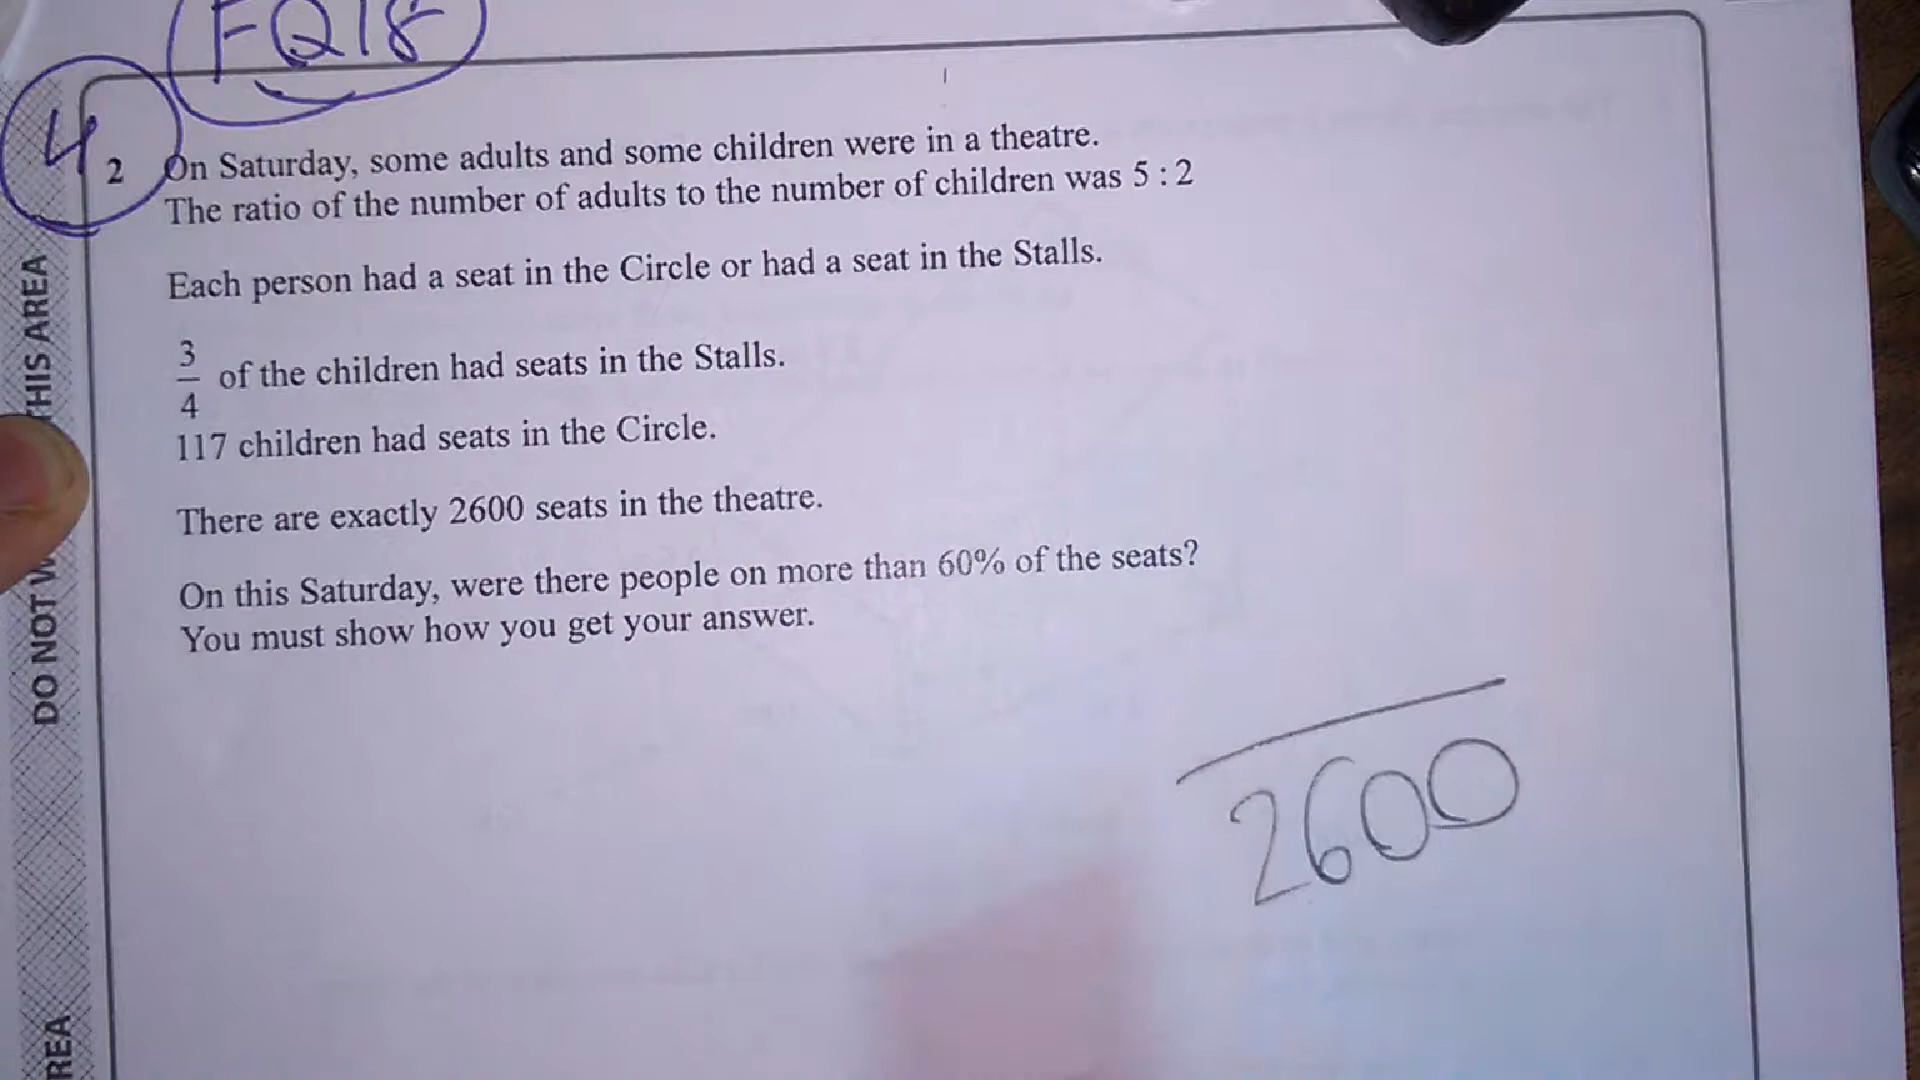 FQ18
4
2 On Saturday, some adults and some children were in a theatre.
The ratio of the number of adults to the number of children was 5 : 2
Each person had a seat in the Circle or had a seat in the Stalls.
3/4 of the children had seats in the Stalls.
117 children had seats in the Circle.
There are exactly 2600 seats in the theatre.
On this Saturday, were there people on more than 60% of the seats?
You must show how you get your answer.
2600
THIS AREA
DO NOT W
REA